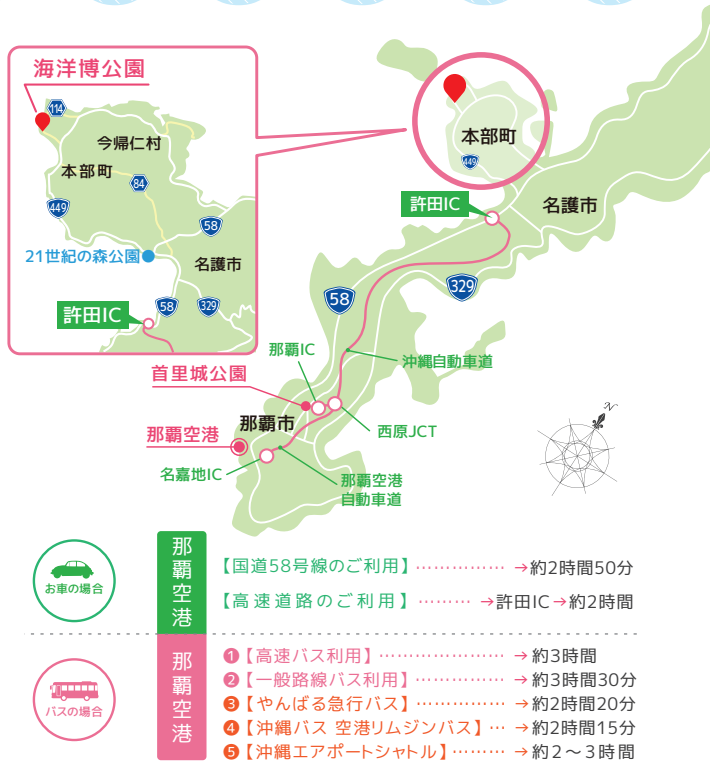 海洋博公園
114
今帰仁村
本部町
84
449
58
21世紀の森公園
名護市
58
329
許田IC
本部町
449
許田IC
名護市
58
329
那覇IC
沖縄自動車道
首里城公園
那覇市
西原JCT
那覇空港
名嘉地IC
那覇空港
自動車道
N
お車の場合
那覇空港
【国道58号線のご利用】 …………… →約2時間50分
【高速道路のご利用】 ……… →許田IC→約2時間
バスの場合
那覇空港
❶【高速バス利用】 ………………… →約3時間
❷【一般路線バス利用】 …………… →約3時間30分
❸【やんばる急行バス】 …………… →約2時間20分
❹【沖縄バス 空港リムジンバス】 … →約2時間15分
❺【沖縄エアポートシャトル】 ……… →約2～3時間